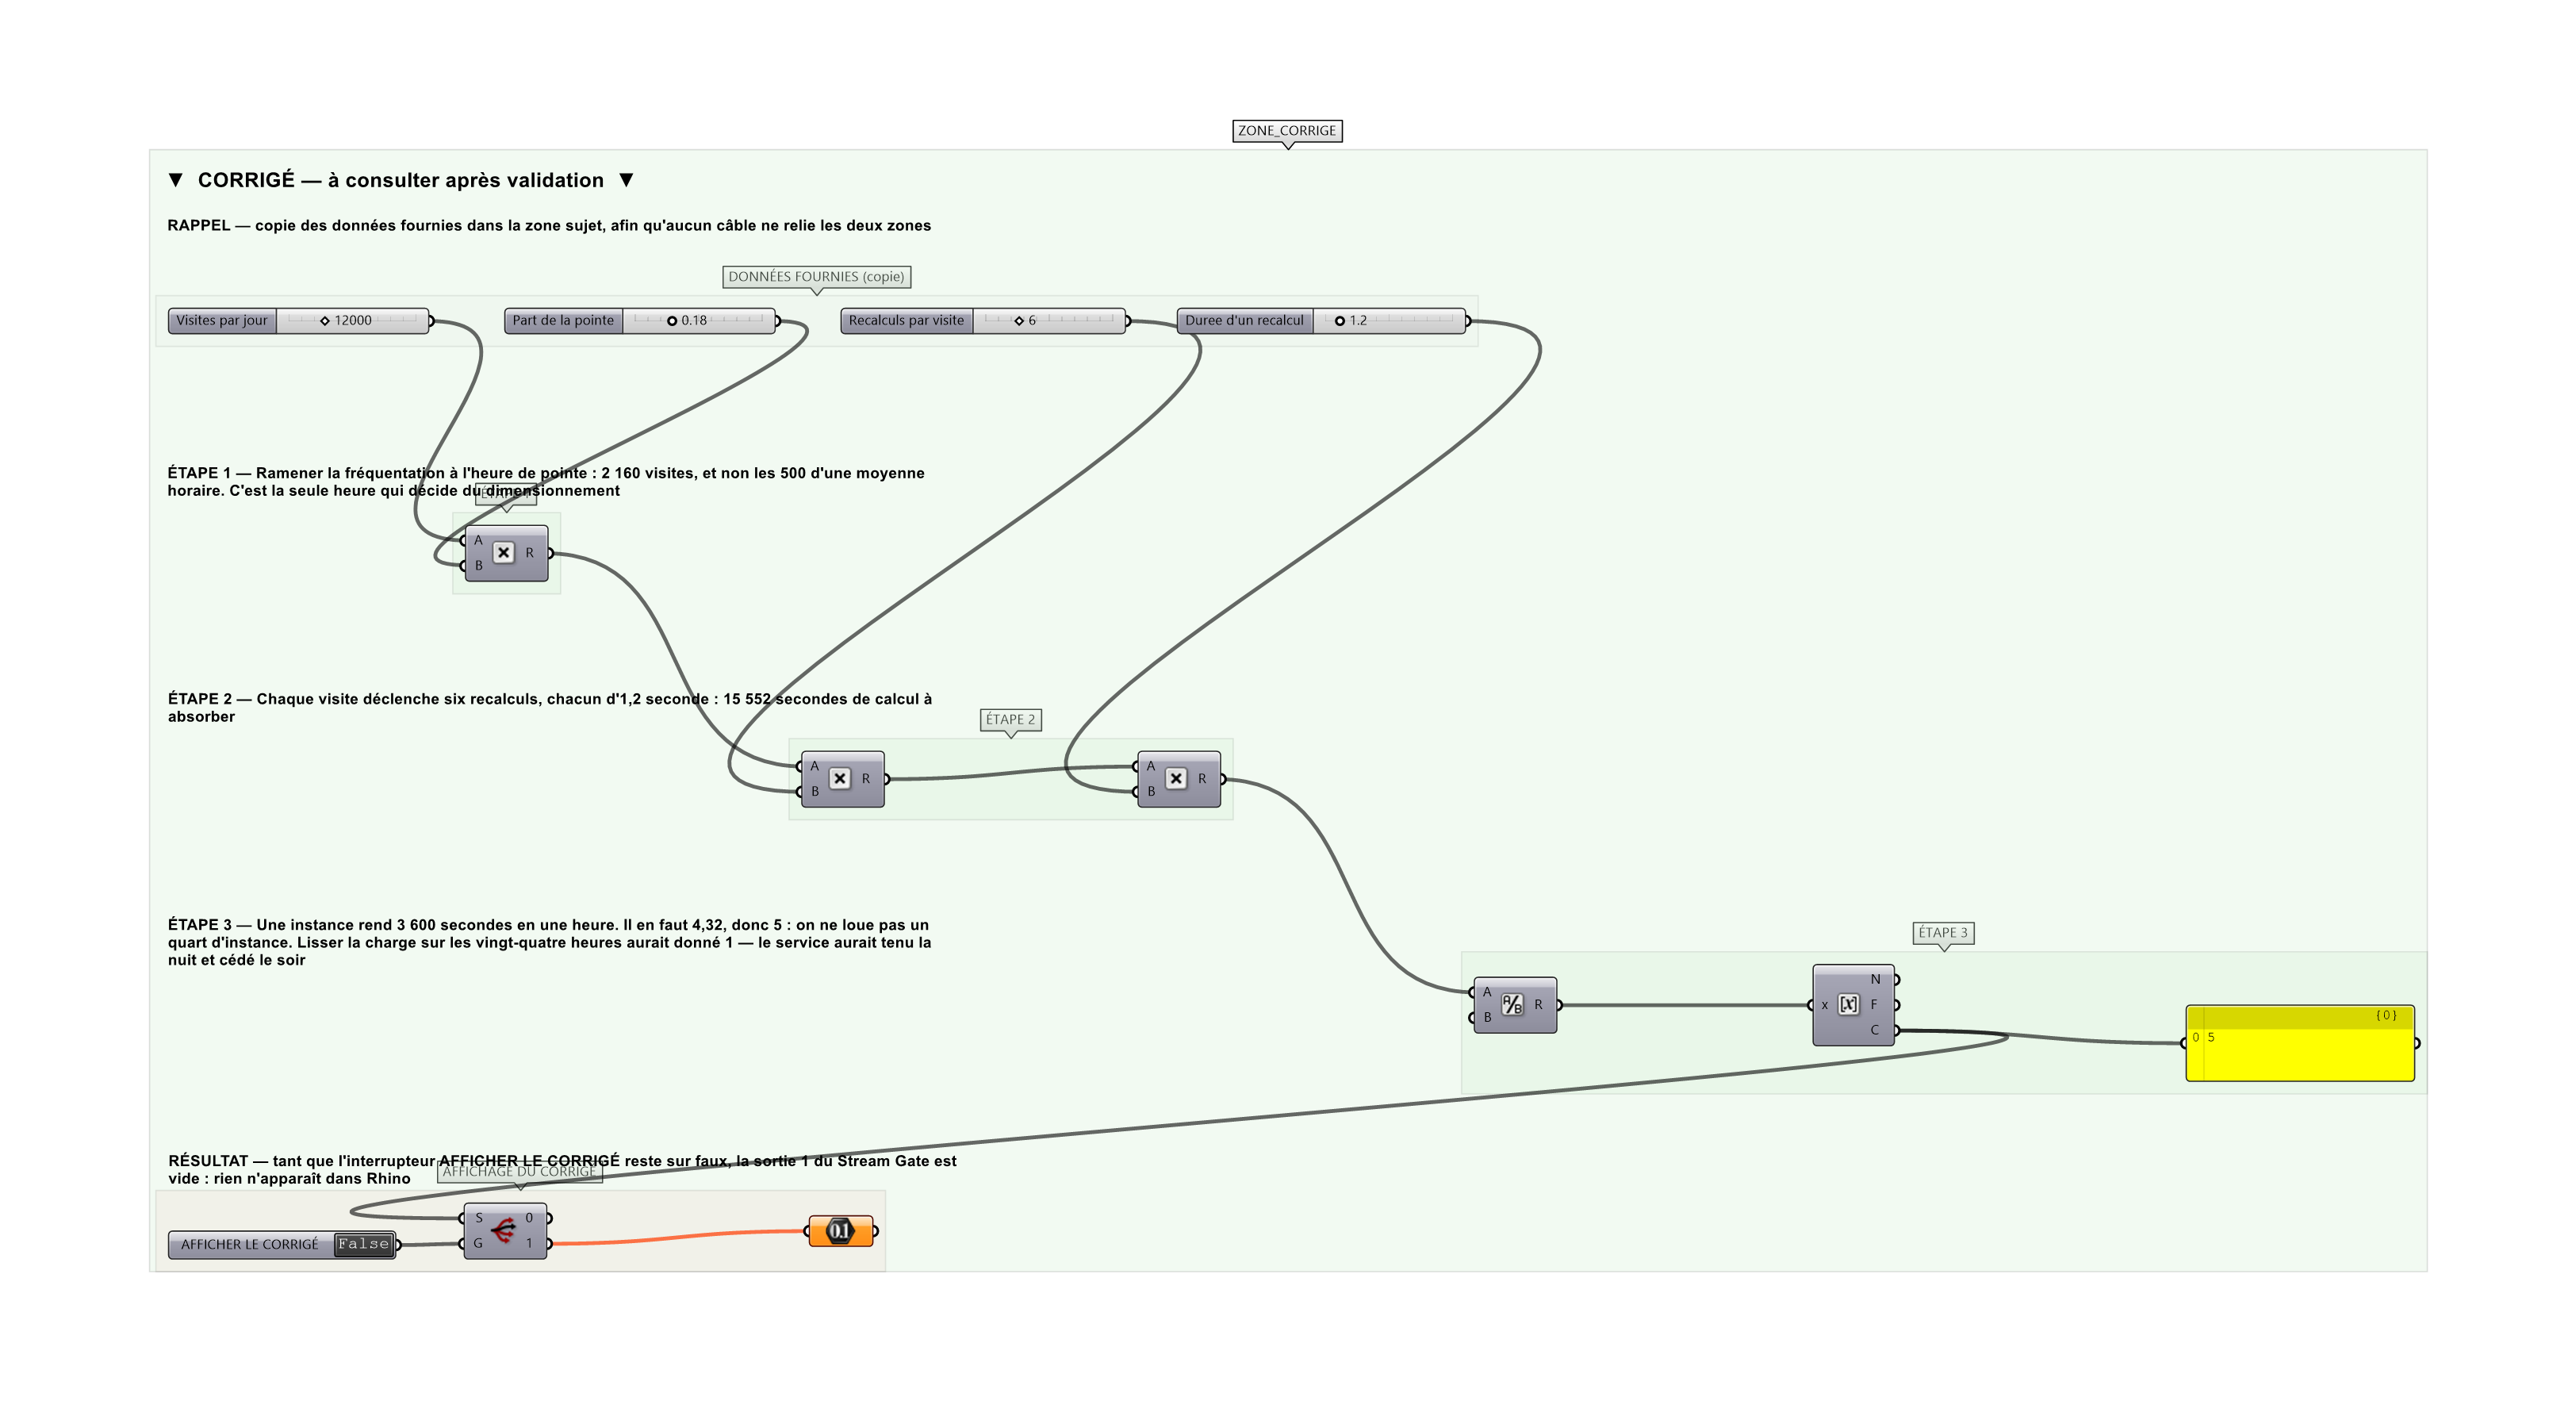 ZONE_CORRIGE
▼ CORRIGÉ — à consulter après validation ▼
RAPPEL — copie des données fournies dans la zone sujet, afin qu'aucun câble ne relie les deux zones
DONNÉES FOURNIES (copie)
Visites par jour 12000
Part de la pointe 0.18
Recalculs par visite 6
Duree d'un recalcul 1.2
ÉTAPE 1 — Ramener la fréquentation à l'heure de pointe : 2 160 visites, et non les 500 d'une moyenne
horaire. C'est la seule heure qui décide du dimensionnement
ÉTAPE 1
A
B
R
ÉTAPE 2 — Chaque visite déclenche six recalculs, chacun d'1,2 seconde : 15 552 secondes de calcul à
absorber
ÉTAPE 2
A
B
R
A
B
R
ÉTAPE 3 — Une instance rend 3 600 secondes en une heure. Il en faut 4,32, donc 5 : on ne loue pas un
quart d'instance. Lisser la charge sur les vingt-quatre heures aurait donné 1 — le service aurait tenu la
nuit et cédé le soir
ÉTAPE 3
A
B
A/B
R
x
[x]
N
F
C
{ 0 }
0 5
RÉSULTAT — tant que l'interrupteur AFFICHER LE CORRIGÉ reste sur faux, la sortie 1 du Stream Gate est
vide : rien n'apparaît dans Rhino
AFFICHAGE DU CORRIGÉ
AFFICHER LE CORRIGÉ False
S
G
0
1
0.1